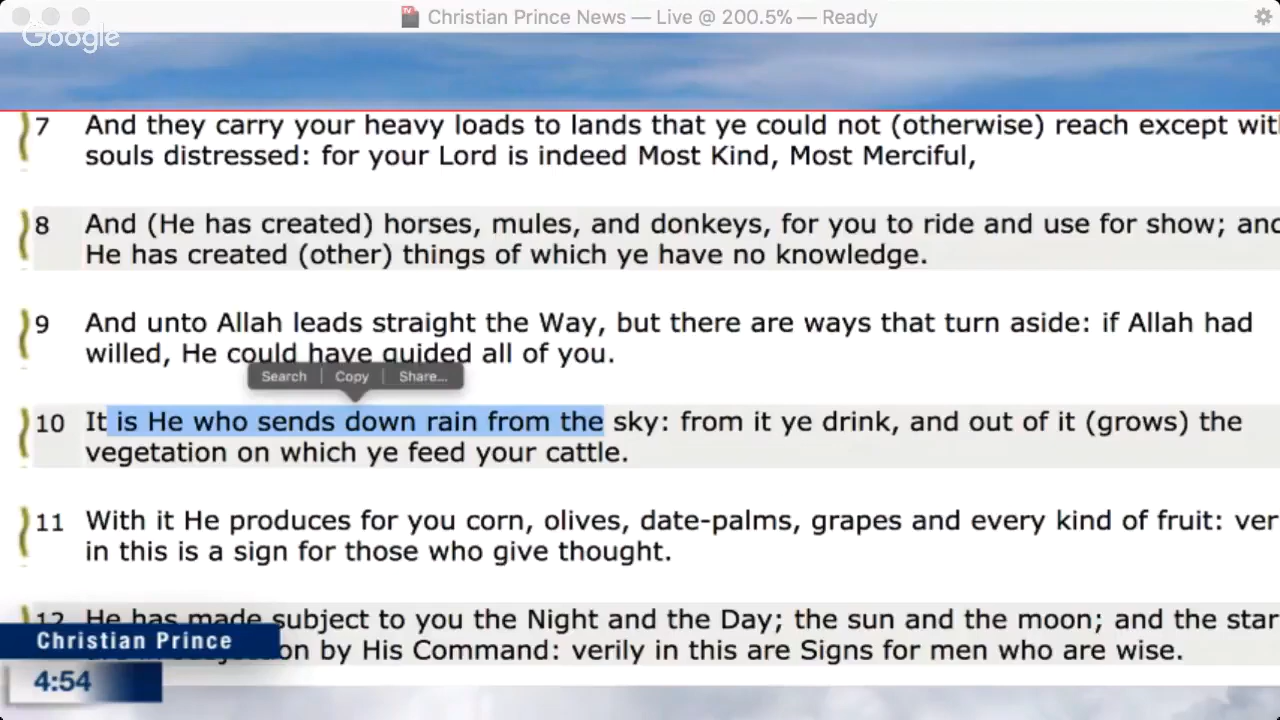 Christian Prince News — Live @ 200.5% — Ready
Google
7 And they carry your heavy loads to lands that ye could not (otherwise) reach except with
souls distressed: for your Lord is indeed Most Kind, Most Merciful,
8 And (He has created) horses, mules, and donkeys, for you to ride and use for show; and
He has created (other) things of which ye have no knowledge.
9 And unto Allah leads straight the Way, but there are ways that turn aside: if Allah had
willed, He could have guided all of you.
Search Copy Share...
10 It is He who sends down rain from the sky: from it ye drink, and out of it (grows) the
vegetation on which ye feed your cattle.
11 With it He produces for you corn, olives, date-palms, grapes and every kind of fruit: ver
in this is a sign for those who give thought.
12 He has made subject to you the Night and the Day; the sun and the moon; and the star
on by His Command: verily in this are Signs for men who are wise.
Christian Prince
4:54